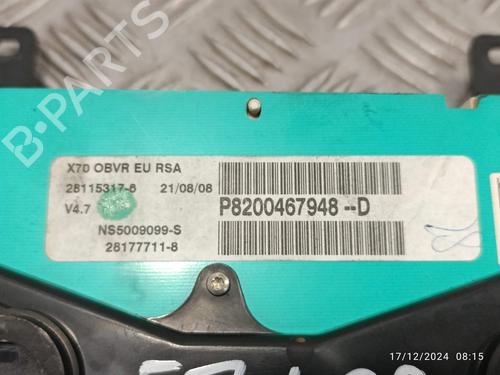 X70 OBVR EU RSA
28115317-6 21/08/08
V4.7
P8200467948--D
NS5009099-S
28177711-8
B-PARTS
17/12/2024 08:15